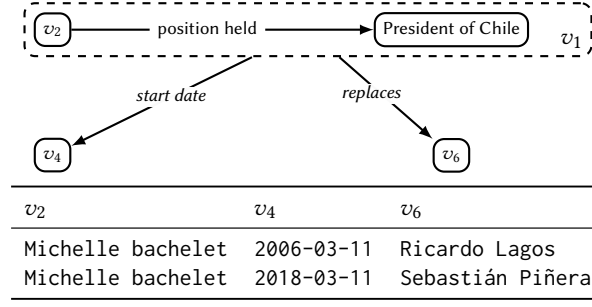 v2 position held President of Chile
v1
start date replaces
v4 v6
v2 v4 v6
Michelle bachelet 2006-03-11 Ricardo Lagos
Michelle bachelet 2018-03-11 Sebastián Piñera